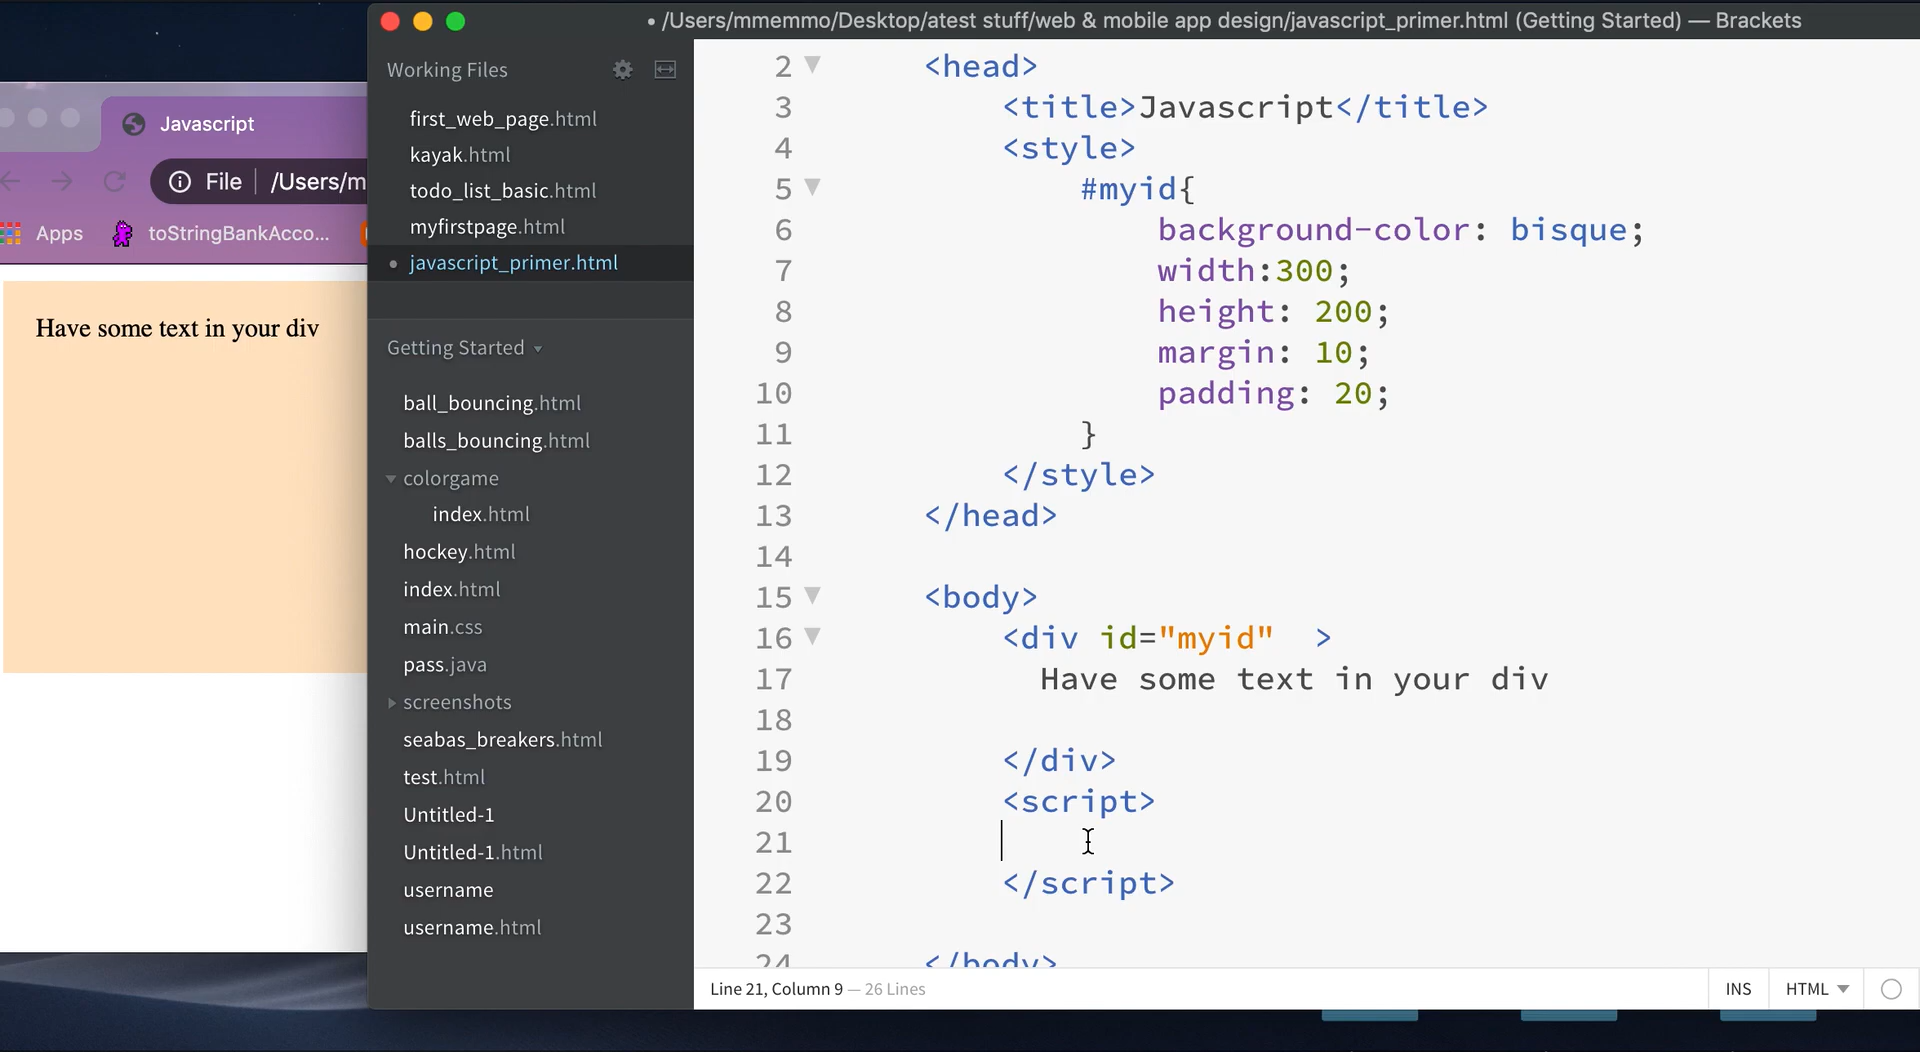 • /Users/mmemmo/Desktop/atest stuff/web & mobile app design/javascript_primer.html (Getting Started) — Brackets
Javascript
File
/Users/m
Apps
toStringBankAcco...
Have some text in your div
Working Files
first_web_page.html
kayak.html
todo_list_basic.html
myfirstpage.html
javascript_primer.html
Getting Started
ball_bouncing.html
balls_bouncing.html
colorgame
index.html
hockey.html
index.html
main.css
pass.java
screenshots
seabas_breakers.html
test.html
Untitled-1
Untitled-1.html
username
username.html
2 <head>
3 <title>Javascript</title>
4 <style>
5 #myid{
6 background-color: bisque;
7 width:300;
8 height: 200;
9 margin: 10;
10 padding: 20;
11 }
12 </style>
13 </head>
14
15 <body>
16 <div id="myid"  >
17 Have some text in your div
18
19 </div>
20 <script>
21
22 </script>
23
24 </body>
Line 21, Column 9 — 26 Lines
INS
HTML